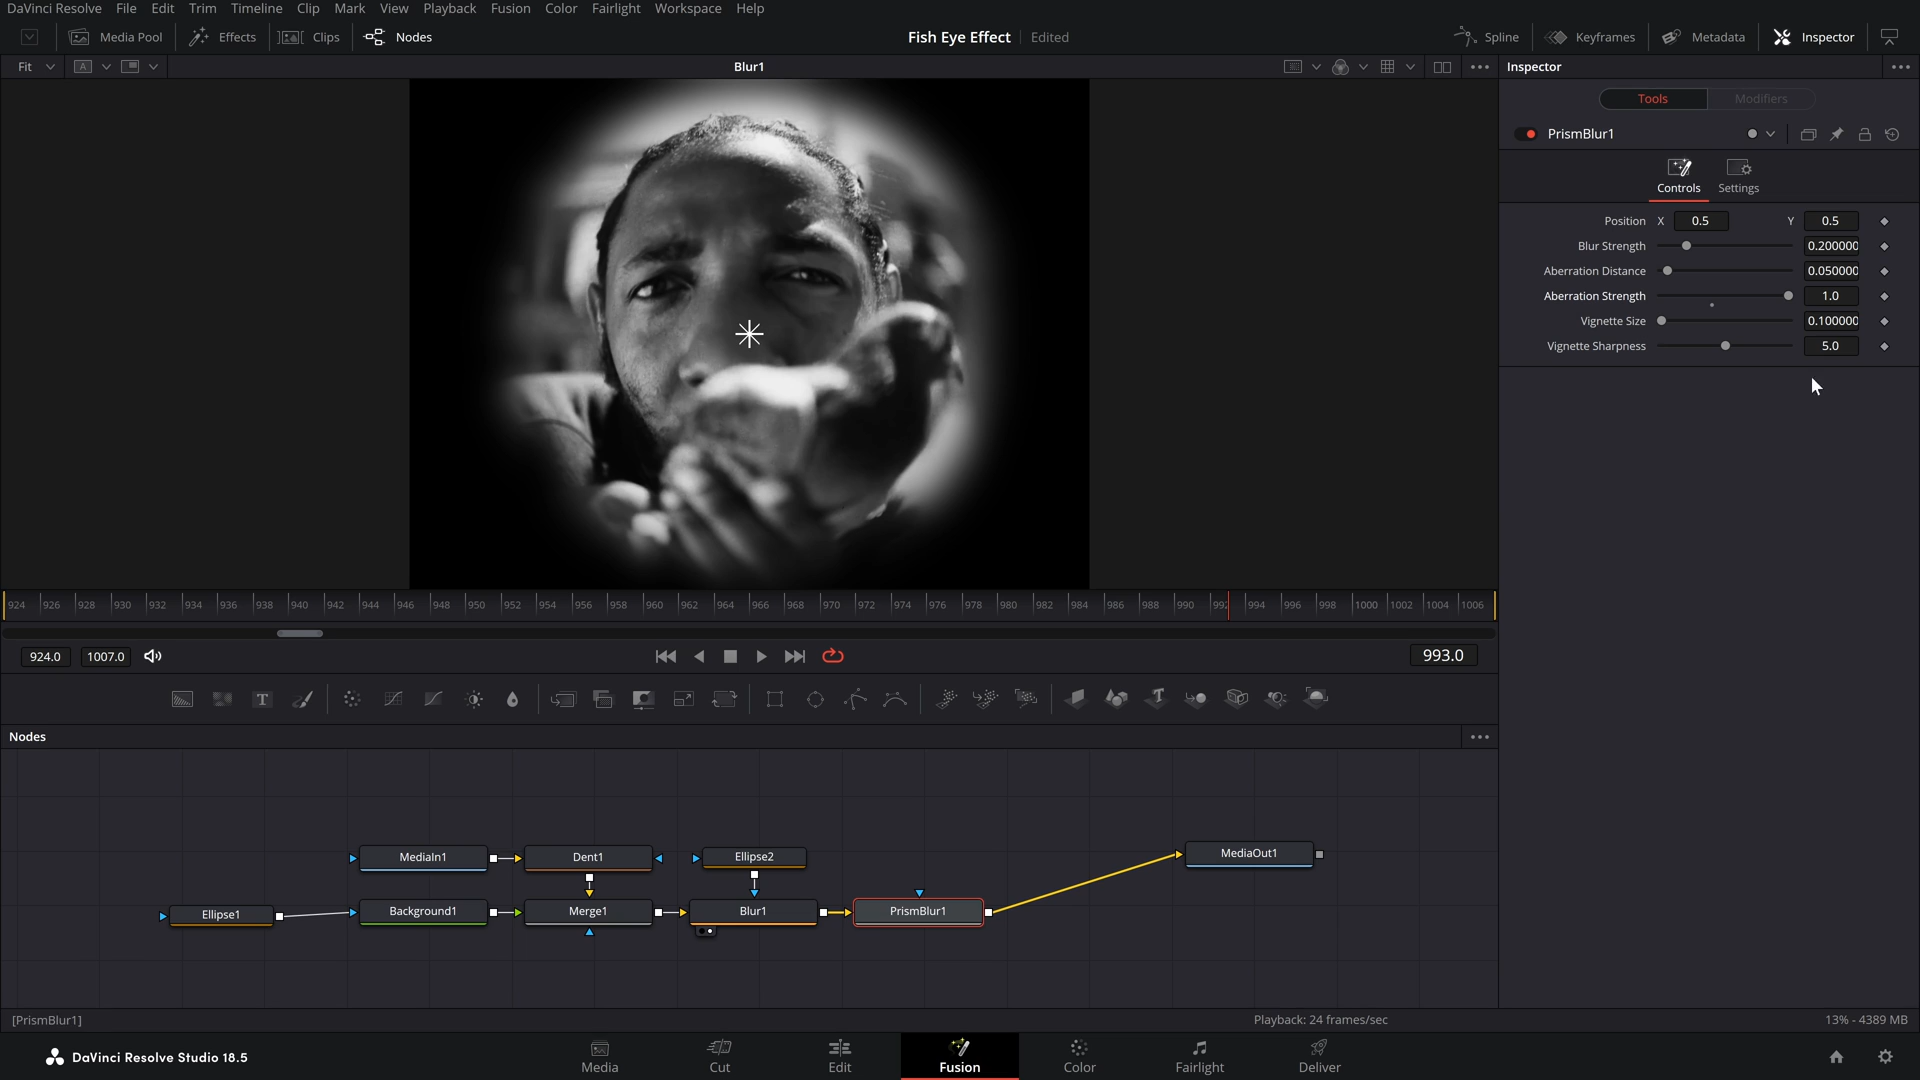 DaVinci Resolve File Edit Trim Timeline Clip Mark View Playback Fusion Color Fairlight Workspace Help
Media Pool Effects Clips Nodes Fish Eye Effect Edited Spline Keyframes Metadata Inspector
Fit A Blur1 Inspector
Tools Modifiers
PrismBlur1
Controls Settings
Position X 0.5 Y 0.5
Blur Strength 0.200000
Aberration Distance 0.050000
Aberration Strength 1.0
Vignette Size 0.100000
Vignette Sharpness 5.0
924 926 928 930 932 934 936 938 940 942 944 946 948 950 952 954 956 958 960 962 964 966 968 970 972 974 976 978 980 982 984 986 988 990 992 994 996 998 1000 1002 1004 1006
924.0 1007.0 993.0
T
Nodes
MediaIn1 Dent1 Ellipse2 MediaOut1
Ellipse1 Background1 Merge1 Blur1 PrismBlur1
[PrismBlur1] Playback: 24 frames/sec 13% - 4389 MB
DaVinci Resolve Studio 18.5 Media Cut Edit Fusion Color Fairlight Deliver